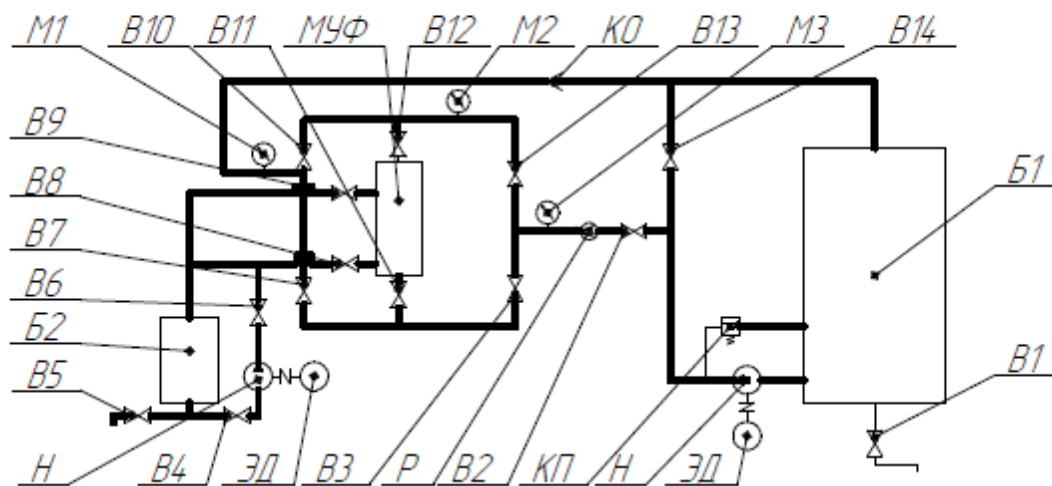 М1 В10 В11 МУФ В12 М2 КО В13 М3 В14
В9
В8
Б1
В7
В6
Б2
В5
В1
Н В4 ЭД В3 Р В2 КП Н ЭД